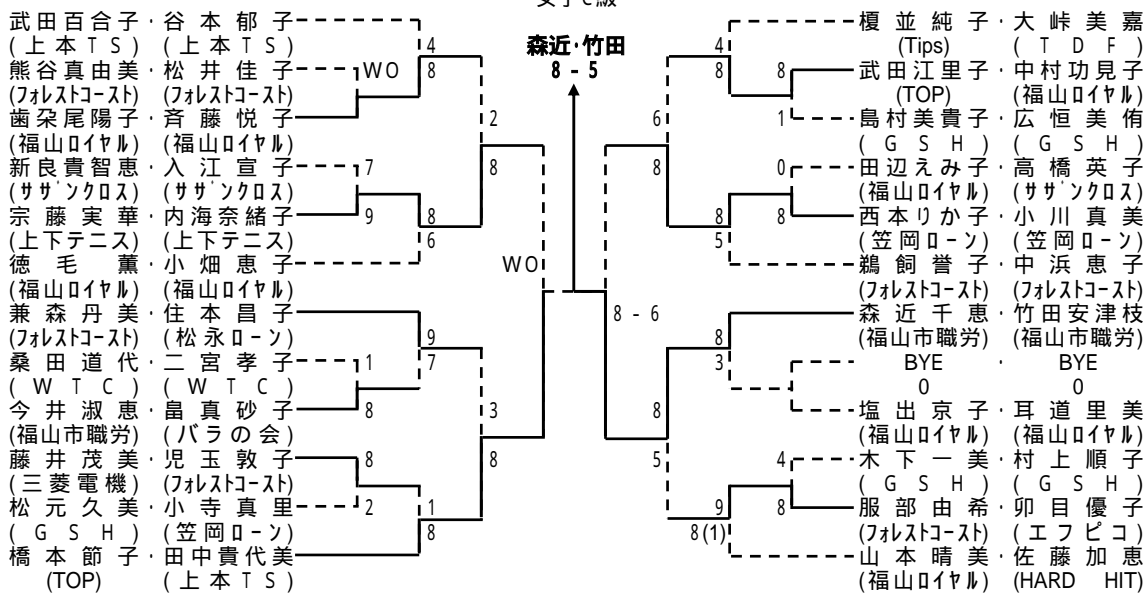 女子C級
森近・竹田
8 - 5
武田百合子・谷本郁子
(上本TS) (上本TS)
4
熊谷真由美・松井佳子
WO
8
(フォレストコースト) (フォレストコースト)
歯朶尾陽子・斉藤悦子
2
(福山ロイヤル) (福山ロイヤル)
新良貴智恵・入江宣子
7
8
(ササ゛ンクロス) (ササ゛ンクロス)
宗藤実華・内海奈緒子
9
8
(上下テニス) (上下テニス)
6
徳毛薫・小畑恵子
WO
(福山ロイヤル) (福山ロイヤル)
兼森丹美・住本昌子
(フォレストコースト) (松永ローン)
9
桑田道代・二宮孝子
1
7
(WTC) (WTC)
今井淑恵・畠真砂子
8
3
(福山市職労) (バラの会)
藤井茂美・児玉敦子
8
8
(三菱電機) (フォレストコースト)
松元久美・小寺真里
2
1
(GSH) (笠岡ローン)
8
橋本節子・田中貴代美
(TOP) (上本TS)
榎並純子・大峠美嘉
4
(Tips) (TDF)
8
8
武田江里子・中村功見子
(TOP) (福山ロイヤル)
6
1
島村美貴子・広恒美侑
(GSH) (GSH)
8
0
田辺えみ子・高橋英子
(福山ロイヤル) (ササ゛ンクロス)
8
8
西本りか子・小川真美
5
(笠岡ローン) (笠岡ローン)
鵜飼誉子・中浜恵子
(フォレストコースト) (フォレストコースト)
8 - 6
森近千恵・竹田安津枝
8
(福山市職労) (福山市職労)
3
BYE・BYE
0 0
8
塩出京子・耳道里美
(福山ロイヤル) (福山ロイヤル)
5
4
木下一美・村上順子
(GSH) (GSH)
9
8
服部由希・卯目優子
8(1)
(フォレストコースト) (エフピコ)
山本晴美・佐藤加恵
(福山ロイヤル) (HARD HIT)